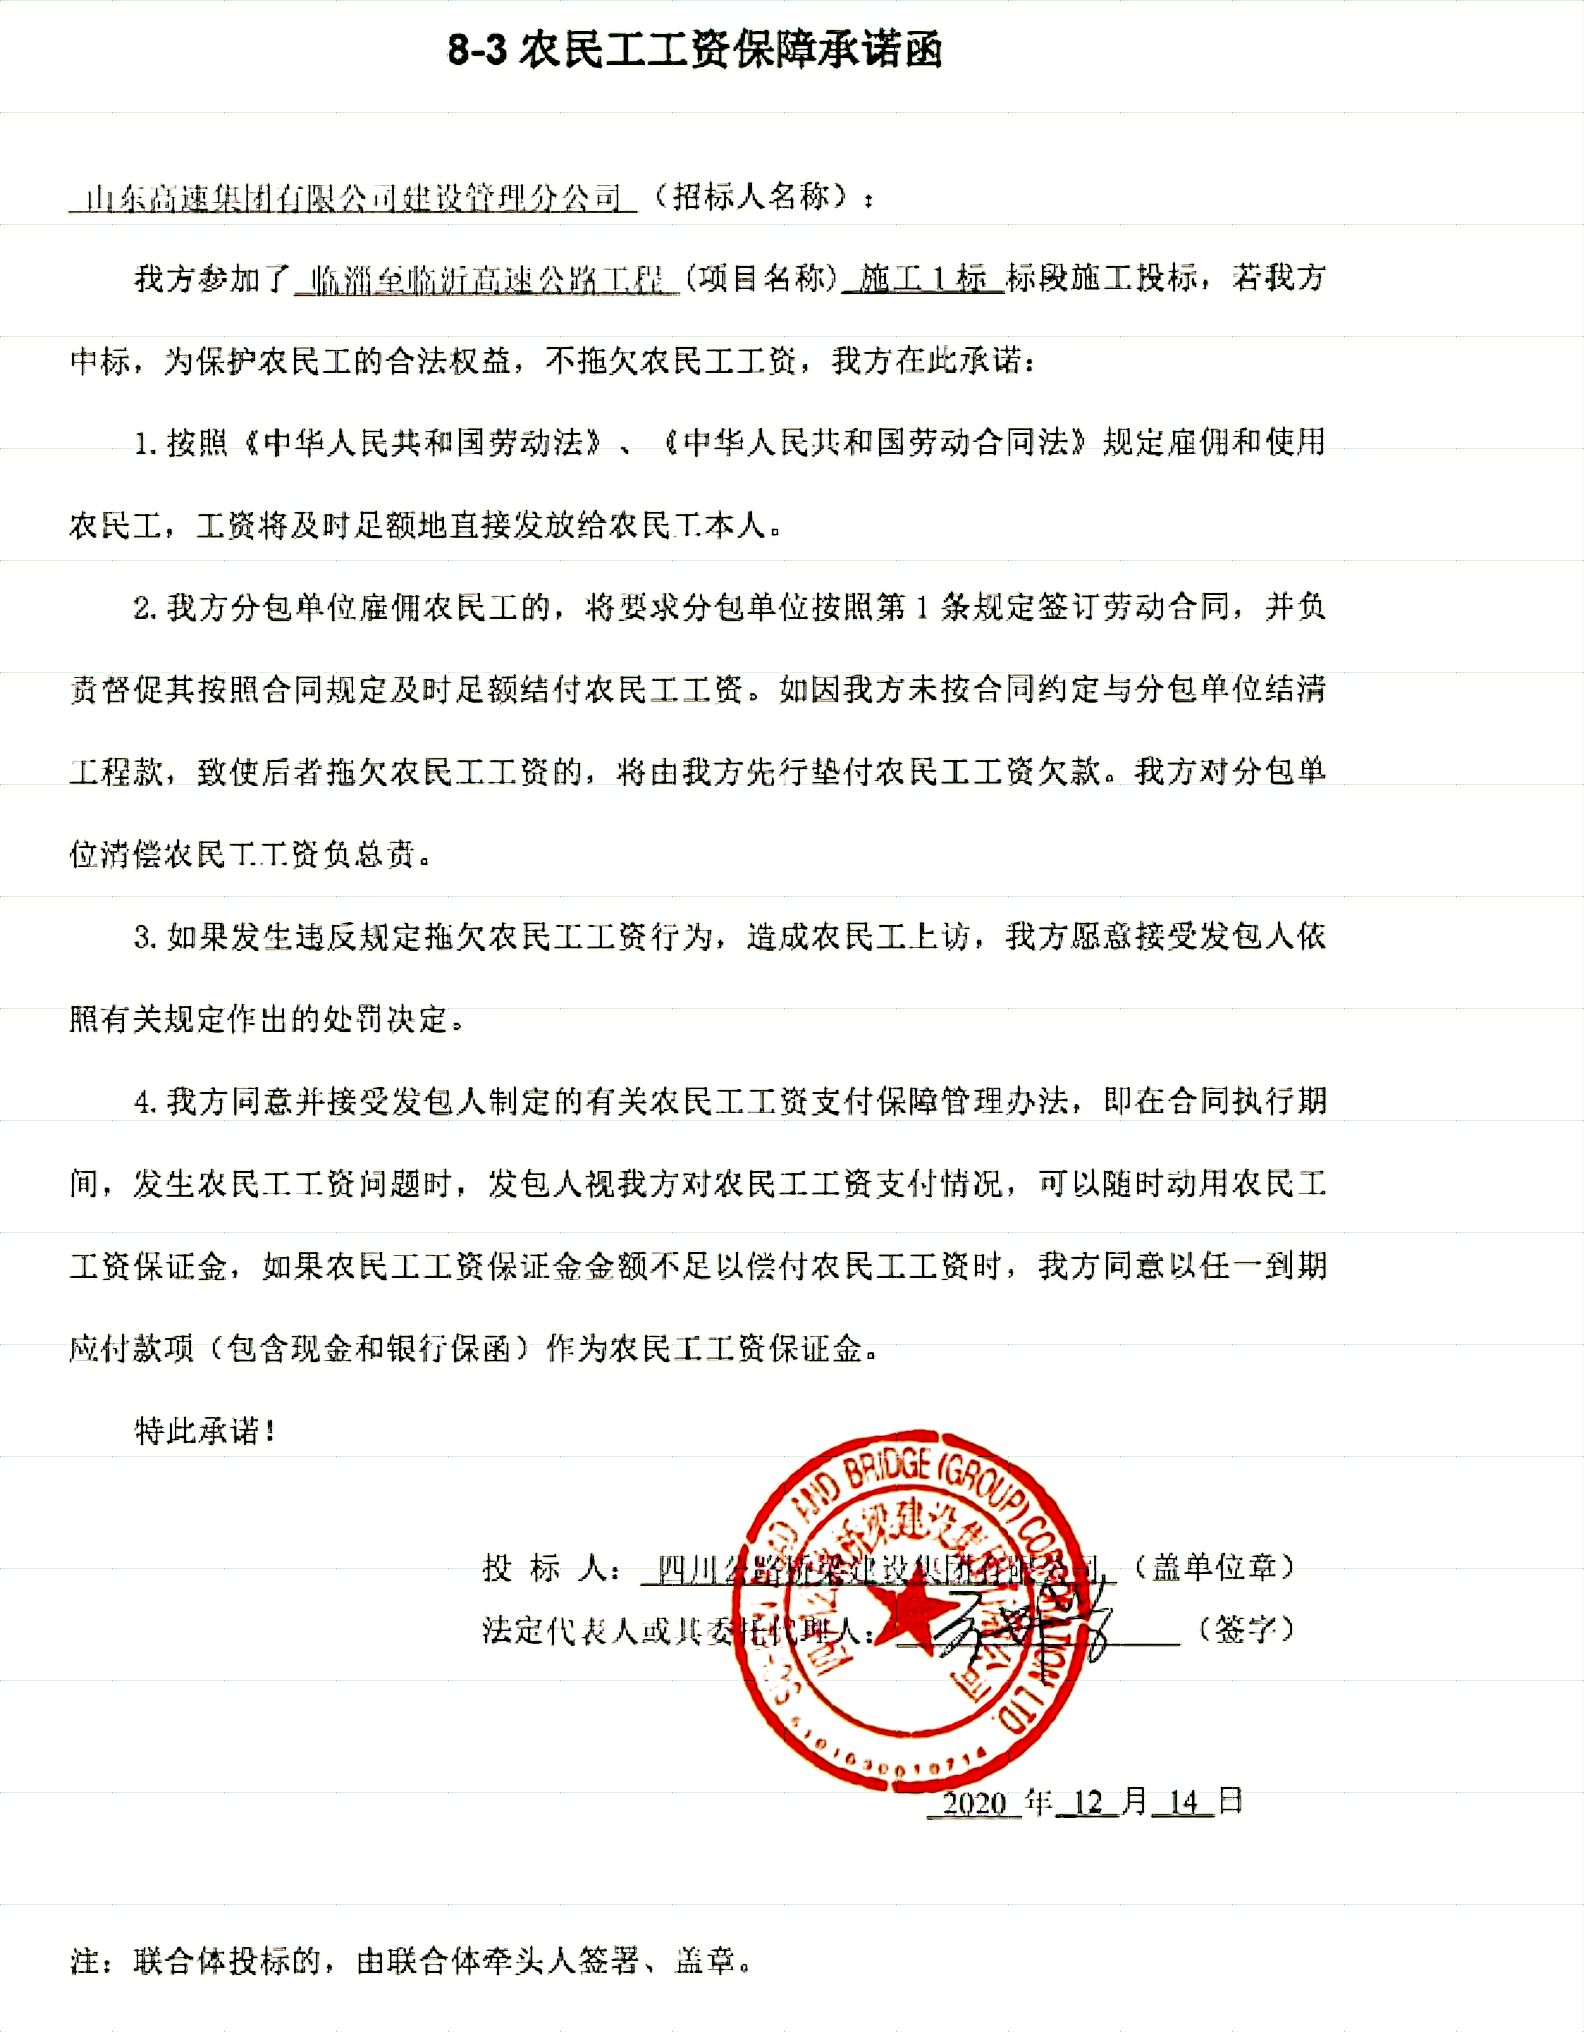 8-3 农民工工资保障承诺函
山东高速集团有限公司建设管理分公司（招标人名称）：
我方参加了 临淄至临沂高速公路工程 (项目名称) 施工 1 标 标段施工投标，若我方
中标，为保护农民工的合法权益，不拖欠农民工工资，我方在此承诺：
1. 按照《中华人民共和国劳动法》、《中华人民共和国劳动合同法》规定雇佣和使用
农民工，工资将及时足额地直接发放给农民工本人。
2. 我方分包单位雇佣农民工的，将要求分包单位按照第 1 条规定签订劳动合同，并负
责督促其按照合同规定及时足额结付农民工工资。如因我方未按合同约定与分包单位结清
工程款，致使后者拖欠农民工工资的，将由我方先行垫付农民工工资欠款。我方对分包单
位清偿农民工工资负总责。
3. 如果发生违反规定拖欠农民工工资行为，造成农民工上访，我方愿意接受发包人依
照有关规定作出的处罚决定。
4. 我方同意并接受发包人制定的有关农民工工资支付保障管理办法，即在合同执行期
间，发生农民工工资问题时，发包人视我方对农民工工资支付情况，可以随时动用农民工
工资保证金，如果农民工工资保证金金额不足以偿付农民工工资时，我方同意以任一到期
应付款项（包含现金和银行保函）作为农民工工资保证金。
特此承诺！
投 标 人： 四川公路桥梁建设集团有限公司 （盖单位章）
法定代表人或其委托代理人： （签字）
AND BRIDGE (GROUP) CORPORATION LTD.
四川公路桥梁建设集团有限公司
2020 年 12 月 14 日
注：联合体投标的，由联合体牵头人签署、盖章。